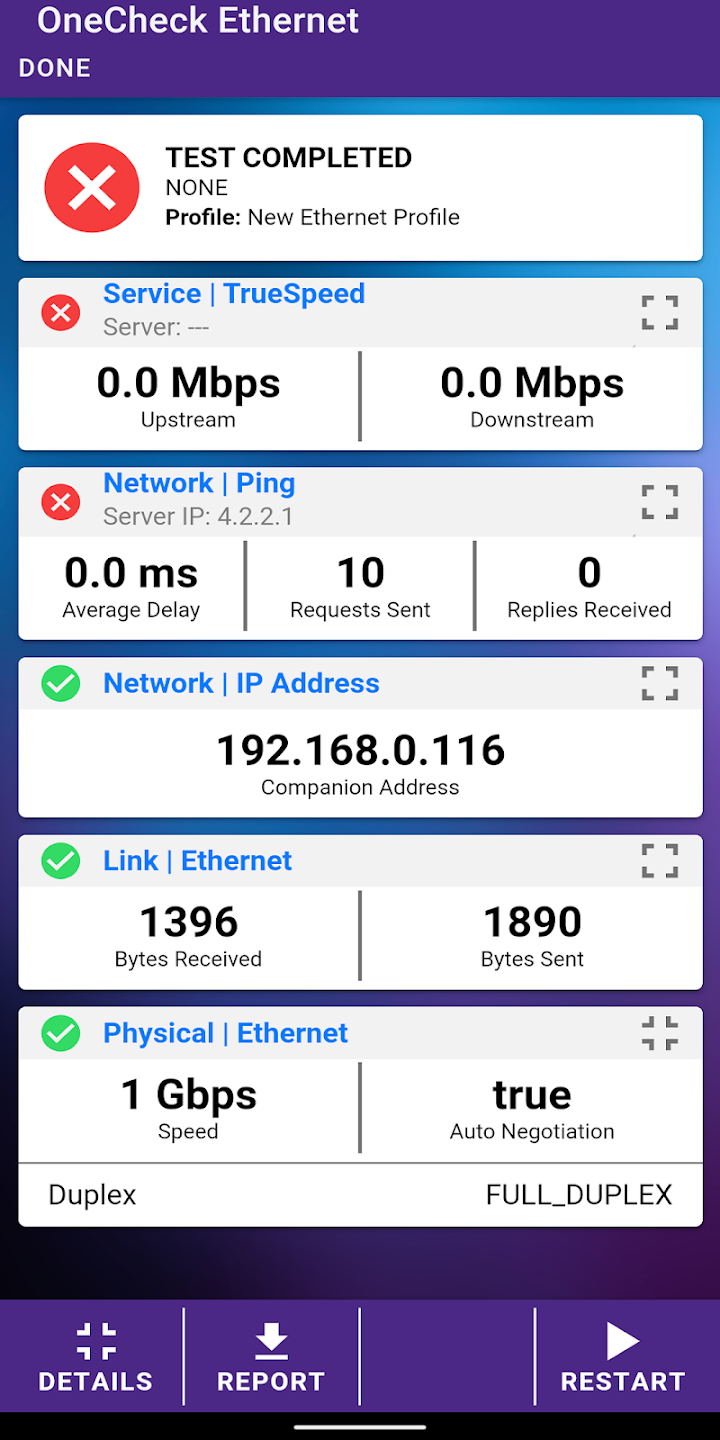 OneCheck Ethernet
DONE
TEST COMPLETED
NONE
Profile: New Ethernet Profile
Service | TrueSpeed
Server: ---
0.0 Mbps
Upstream
0.0 Mbps
Downstream
Network | Ping
Server IP: 4.2.2.1
0.0 ms
Average Delay
10
Requests Sent
0
Replies Received
Network | IP Address
192.168.0.116
Companion Address
Link | Ethernet
1396
Bytes Received
1890
Bytes Sent
Physical | Ethernet
1 Gbps
Speed
true
Auto Negotiation
Duplex
FULL_DUPLEX
DETAILS
REPORT
RESTART